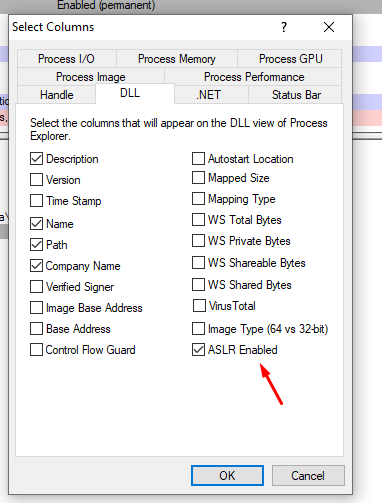 Enabled (permanent)
Select Columns
?
Process I/O Process Memory Process GPU
Process Image Process Performance
Handle DLL .NET Status Bar
Select the columns that will appear on the DLL view of Process
Explorer.
Description
Version
Time Stamp
Name
Path
Company Name
Verified Signer
Image Base Address
Base Address
Control Flow Guard
Autostart Location
Mapped Size
Mapping Type
WS Total Bytes
WS Private Bytes
WS Shareable Bytes
WS Shared Bytes
VirusTotal
Image Type (64 vs 32-bit)
ASLR Enabled
OK Cancel